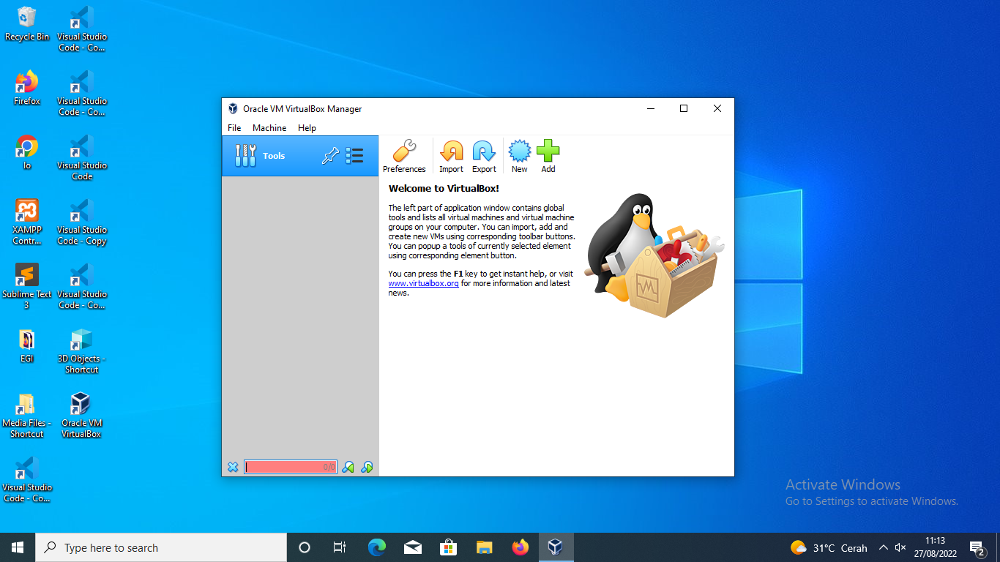 Recycle Bin
Visual Studio
Code - Co...
Firefox
Visual Studio
Code - Co...
Io
Visual Studio
Code
XAMPP
Contr...
Visual Studio
Code - Copy
Sublime Text
3
Visual Studio
Code - Co...
EGI
3D Objects -
Shortcut
Media Files -
Shortcut
Oracle VM
VirtualBox
Visual Studio
Code - Co...
Oracle VM VirtualBox Manager
File Machine Help
Tools
Preferences Import Export New Add
Welcome to VirtualBox!
The left part of application window contains global
tools and lists all virtual machines and virtual machine
groups on your computer. You can import, add and
create new VMs using corresponding toolbar buttons.
You can popup a tools of currently selected element
using corresponding element button.
You can press the F1 key to get instant help, or visit
www.virtualbox.org for more information and latest
news.
0/0
Activate Windows
Go to Settings to activate Windows.
Type here to search
31°C Cerah
11:13
27/08/2022
2